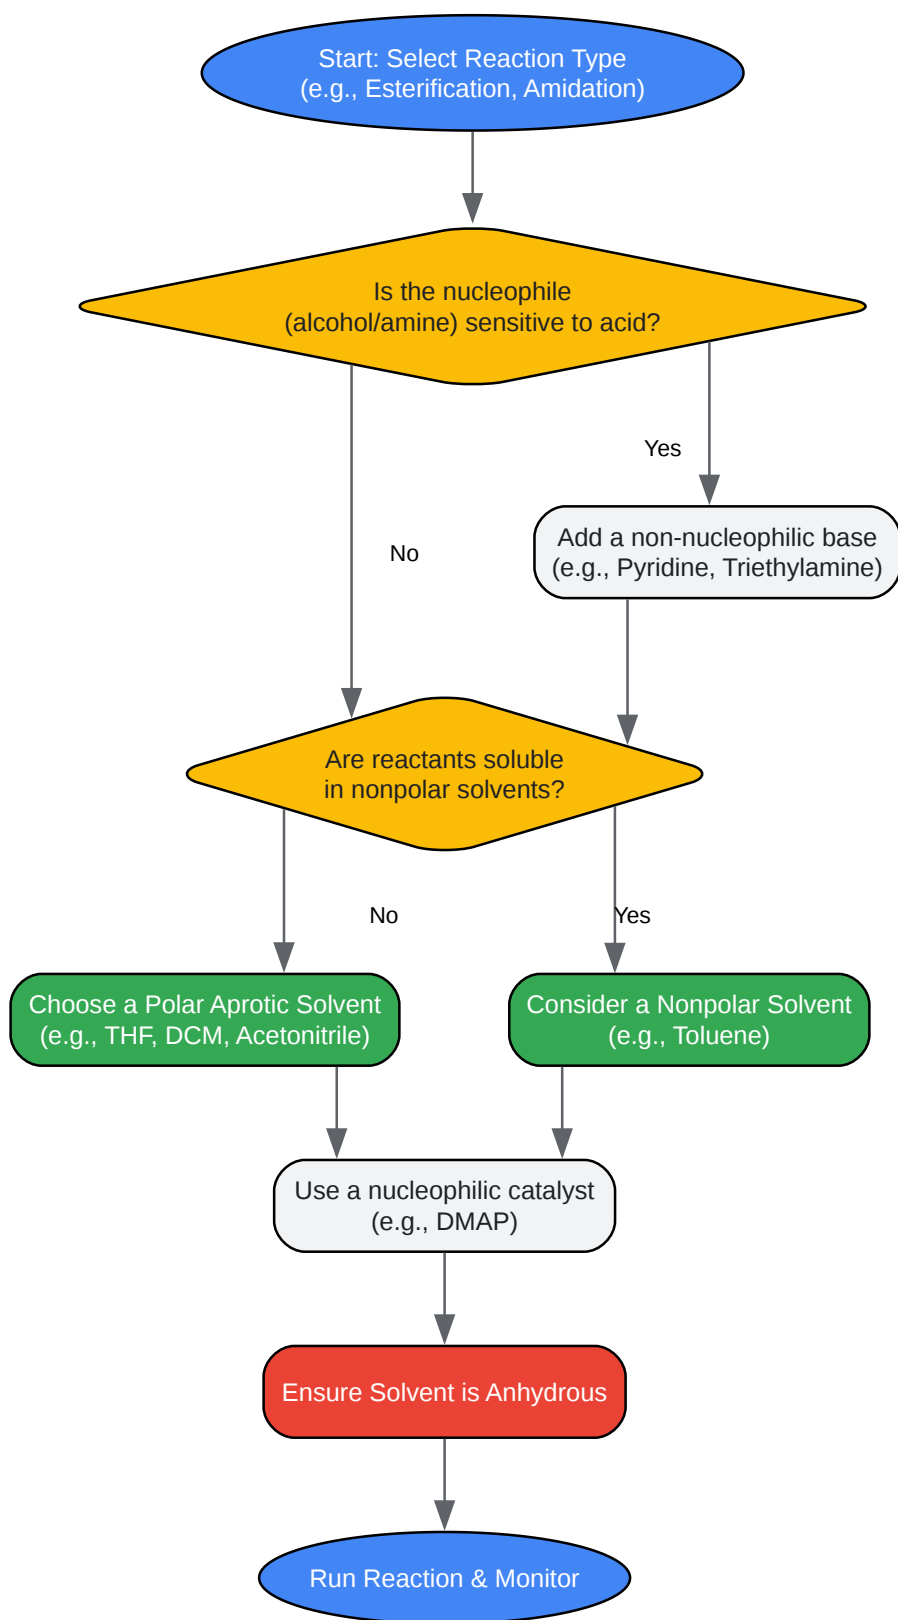 Start: Select Reaction Type
(e.g., Esterification, Amidation)
Is the nucleophile
(alcohol/amine) sensitive to acid?
Yes
Add a non-nucleophilic base
(e.g., Pyridine, Triethylamine)
No
Are reactants soluble
in nonpolar solvents?
No
Yes
Choose a Polar Aprotic Solvent
(e.g., THF, DCM, Acetonitrile)
Consider a Nonpolar Solvent
(e.g., Toluene)
Use a nucleophilic catalyst
(e.g., DMAP)
Ensure Solvent is Anhydrous
Run Reaction & Monitor